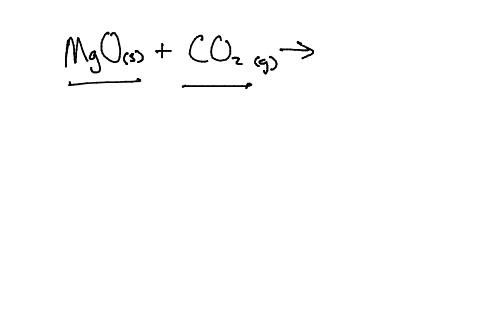 MgO(s) + CO₂ (g) →